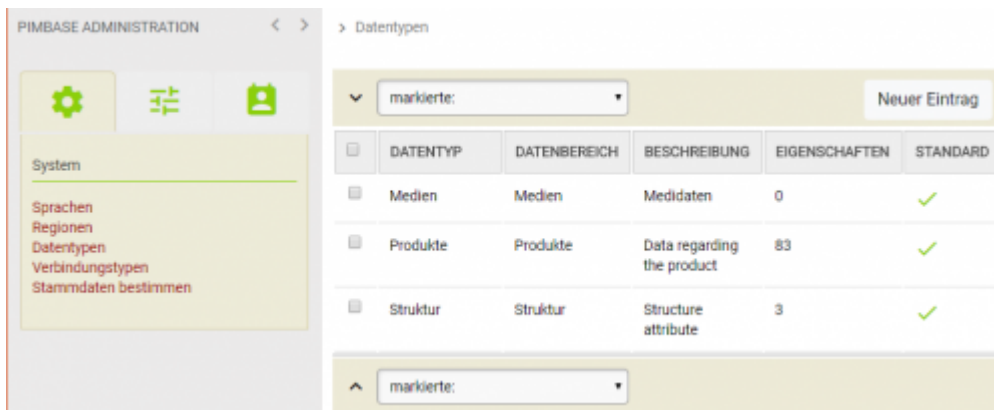 PIMBASE ADMINISTRATION
System
Sprachen
Regionen
Datentypen
Verbindungstypen
Stammdaten bestimmen
> Datentypen
markierte:
Neuer Eintrag
DATENTYP DATENBEREICH BESCHREIBUNG EIGENSCHAFTEN STANDARD
Medien Medien Medidaten 0
Produkte Produkte Data regarding 83
the product
Struktur Struktur Structure 3
attribute
markierte: